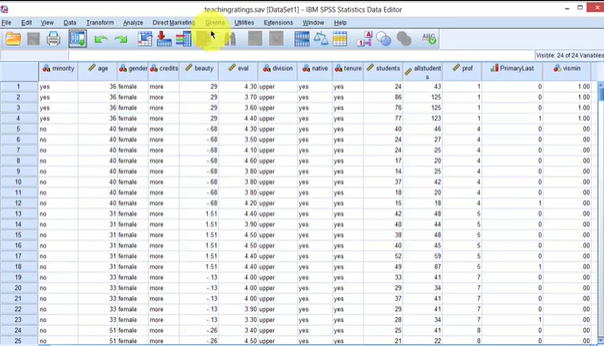 teachingratings.sav [DataSet1] - IBM SPSS Statistics Data Editor
File Edit View Data Transform Analyze Direct Marketing Graphs Utilities Extensions Window Help
Visible: 24 of 24 Variables
minority age gender credits beauty eval division native tenure students allstudents prof PrimaryLast vismin
1 yes 36 female more 29 4.30 upper yes yes 24 43 1 0 1.00
2 yes 36 female more 29 3.70 upper yes yes 86 125 1 0 1.00
3 yes 36 female more 29 3.60 upper yes yes 76 125 1 0 1.00
4 yes 36 female more 29 4.40 upper yes yes 77 123 1 1 1.00
5 no 40 female more -.68 4.30 upper yes yes 40 46 4 0 .00
6 no 40 female more -.68 3.50 upper yes yes 24 27 4 0 .00
7 no 40 female more -.68 4.10 upper yes yes 24 25 4 0 .00
8 no 40 female more -.68 4.60 upper yes yes 17 20 4 0 .00
9 no 40 female more -.68 3.80 upper yes yes 14 25 4 0 .00
10 no 40 female more -.68 3.80 upper yes yes 37 42 4 0 .00
11 no 40 female more -.68 3.80 upper yes yes 18 20 4 0 .00
12 no 40 female more -.68 4.20 upper yes yes 15 18 4 1 .00
13 no 31 female more 1.51 4.40 upper yes yes 42 48 5 0 .00
14 no 31 female more 1.51 3.90 upper yes yes 40 44 5 0 .00
15 no 31 female more 1.51 4.50 upper yes yes 38 48 5 0 .00
16 no 31 female more 1.51 4.50 upper yes yes 40 45 5 0 .00
17 no 31 female more 1.51 4.40 upper yes yes 52 59 5 0 .00
18 no 31 female more 1.51 4.40 upper yes yes 49 87 5 1 .00
19 no 33 female more -.13 4.00 upper yes yes 33 41 7 0 .00
20 no 33 female more -.13 4.00 upper yes yes 29 34 7 0 .00
21 no 33 female more -.13 4.00 upper yes yes 37 41 7 0 .00
22 no 33 female more -.13 3.90 upper yes yes 29 41 7 0 .00
23 no 33 female more -.13 3.30 upper yes yes 28 34 7 1 .00
24 no 51 female more -.26 3.40 upper yes yes 25 41 8 0 .00
25 no 51 female more -.26 4.50 upper yes yes 21 22 8 0 .00